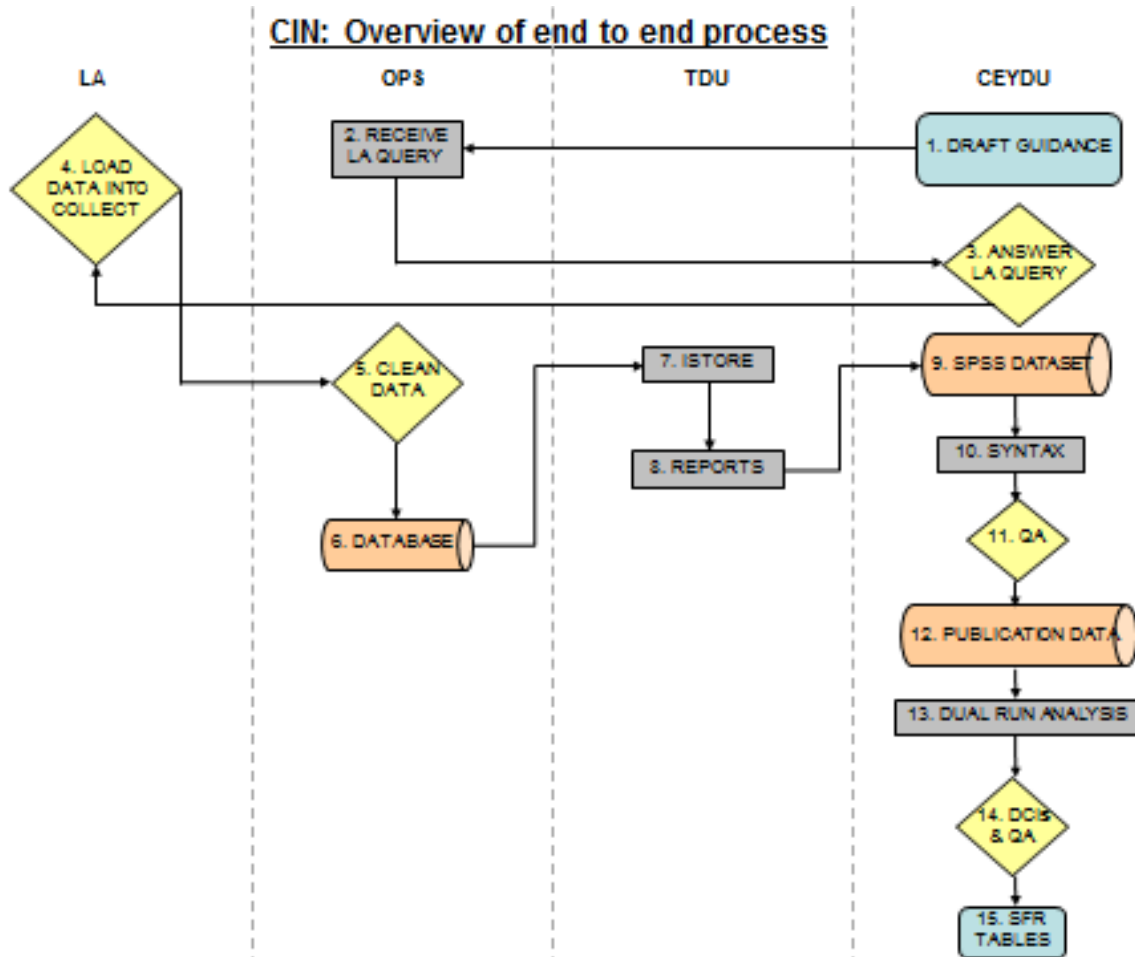 CIN: Overview of end to end process
LA
OPS
TDU
CEYDU
1. DRAFT GUIDANCE
2. RECEIVE
LA QUERY
3. ANSWER
LA QUERY
4. LOAD
DATA INTO
COLLECT
5. CLEAN
DATA
6. DATABASE
7. ISTORE
8. REPORTS
9. SPSS DATASET
10. SYNTAX
11. QA
12. PUBLICATION DATA
13. DUAL RUN ANALYSIS
14. DCIs
& QA
15. SFR
TABLES